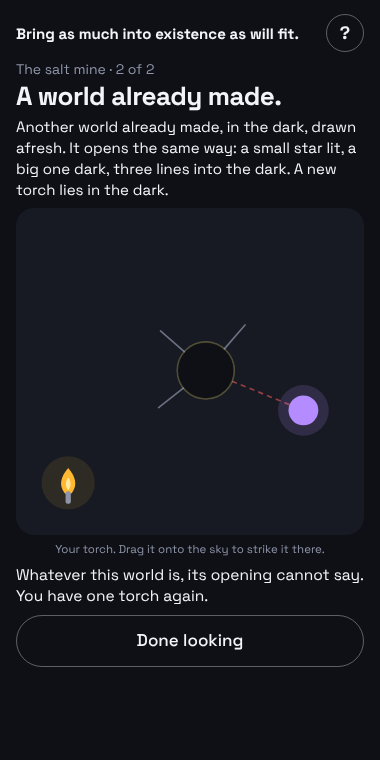 Bring as much into existence as will fit.
?
The salt mine · 2 of 2
A world already made.
Another world already made, in the dark, drawn
afresh. It opens the same way: a small star lit, a
big one dark, three lines into the dark. A new
torch lies in the dark.
Your torch. Drag it onto the sky to strike it there.
Whatever this world is, its opening cannot say.
You have one torch again.
Done looking